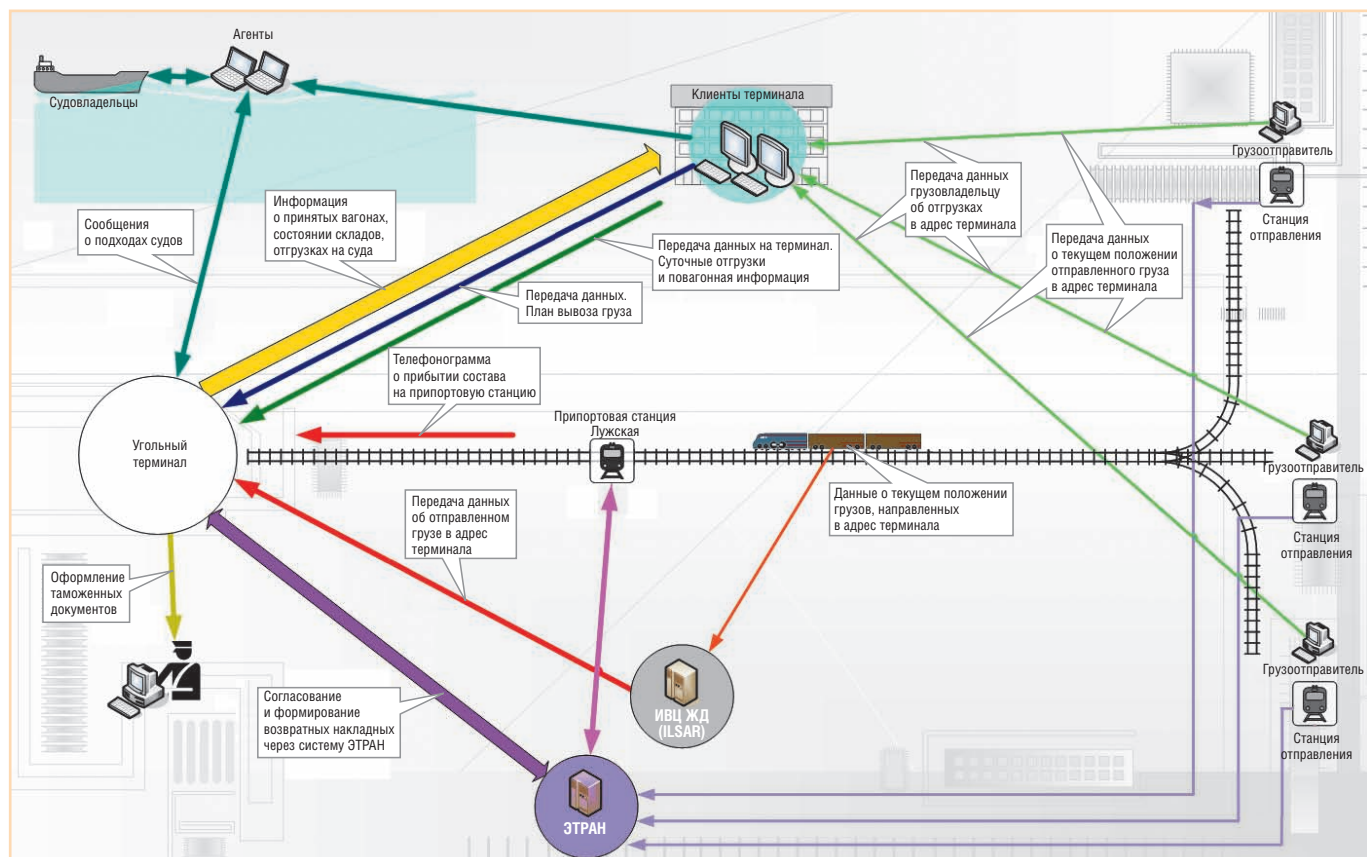 Агенты
Судовладельцы
Клиенты терминала
Грузоотправитель
Станция
отправления
Сообщения
о подходах судов
Информация
о принятых вагонах,
состоянии складов,
отгрузках на суда
Передача данных
грузовладельцу
об отгрузках
в адрес терминала
Передача данных
о текущем положении
отправленного груза
в адрес терминала
Передача данных на терминал.
Суточные отгрузки
и повагонная информация
Передача данных.
План вывоза груза
Телефонограмма
о прибытии состава
на припортовую станцию
Угольный
терминал
Припортовая станция
Лужская
Грузоотправитель
Станция
отправления
Передача данных
об отправленном
грузе в адрес
терминала
Данные о текущем положении
грузов, направленных
в адрес терминала
Оформление
таможенных
документов
Грузоотправитель
Станция
отправления
Согласование
и формирование
возвратных накладных
через систему ЭТРАН
ИВЦ ЖД
(ILSAR)
ЭТРАН